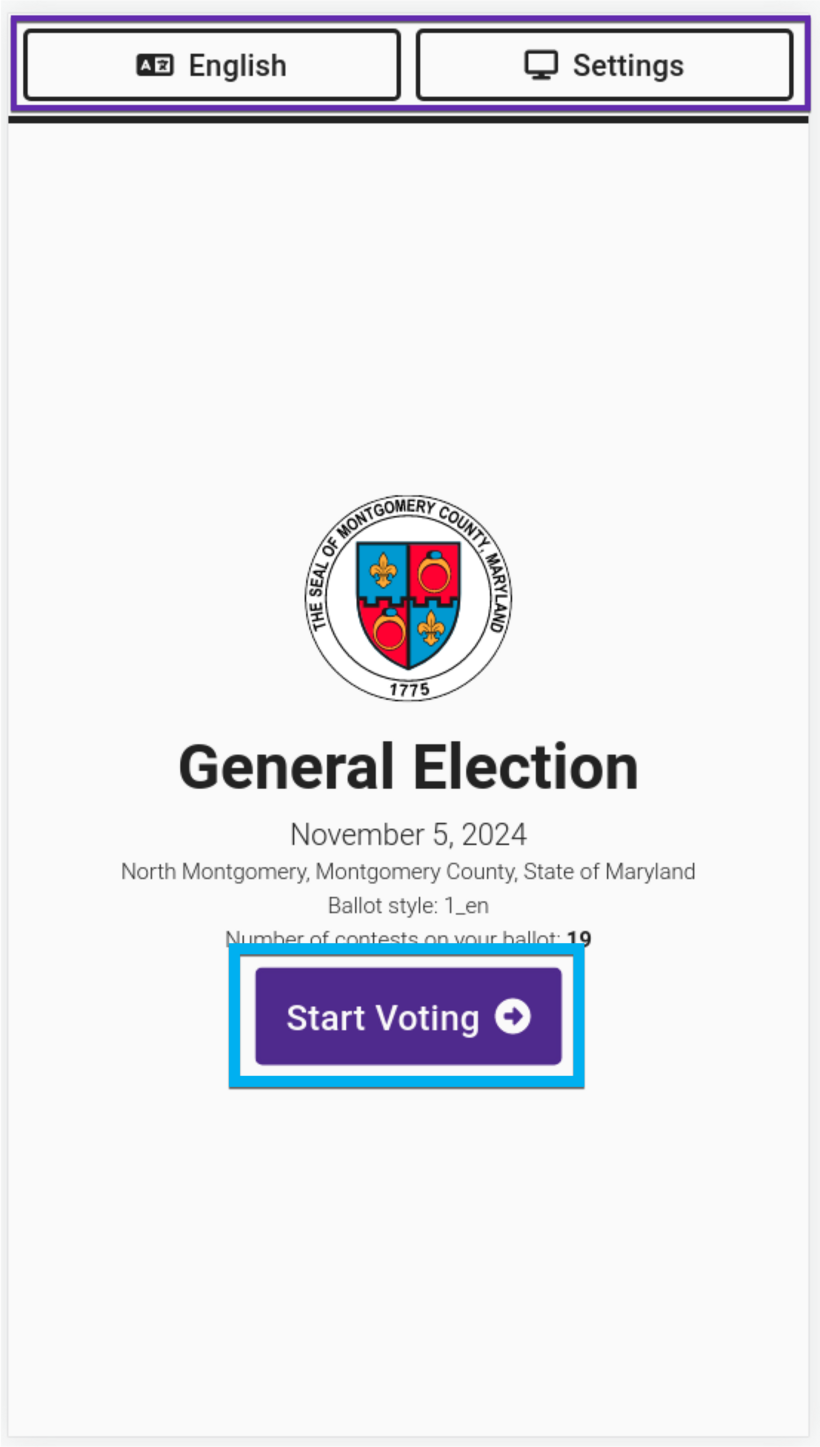 English
Settings
THE SEAL OF MONTGOMERY COUNTY, MARYLAND
1775
General Election
November 5, 2024
North Montgomery, Montgomery County, State of Maryland
Ballot style: 1_en
Number of contests on your ballot: 19
Start Voting